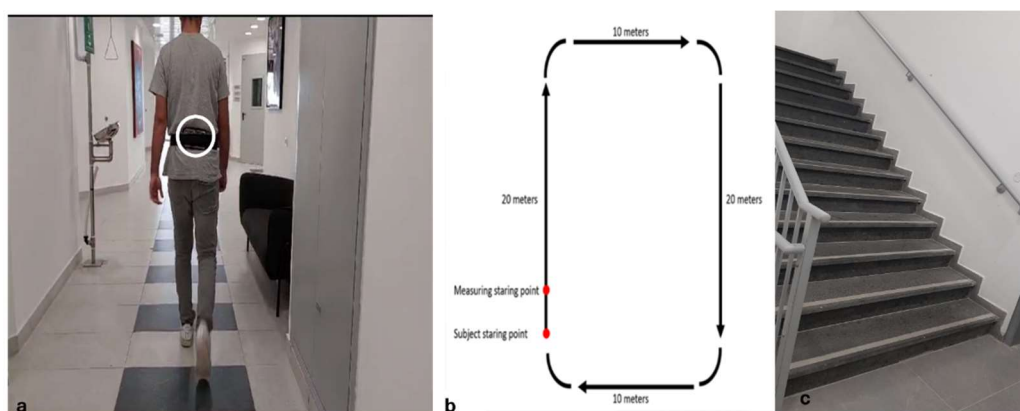 a
10 meters
20 meters
20 meters
Measuring staring point
Subject staring point
10 meters
b
c